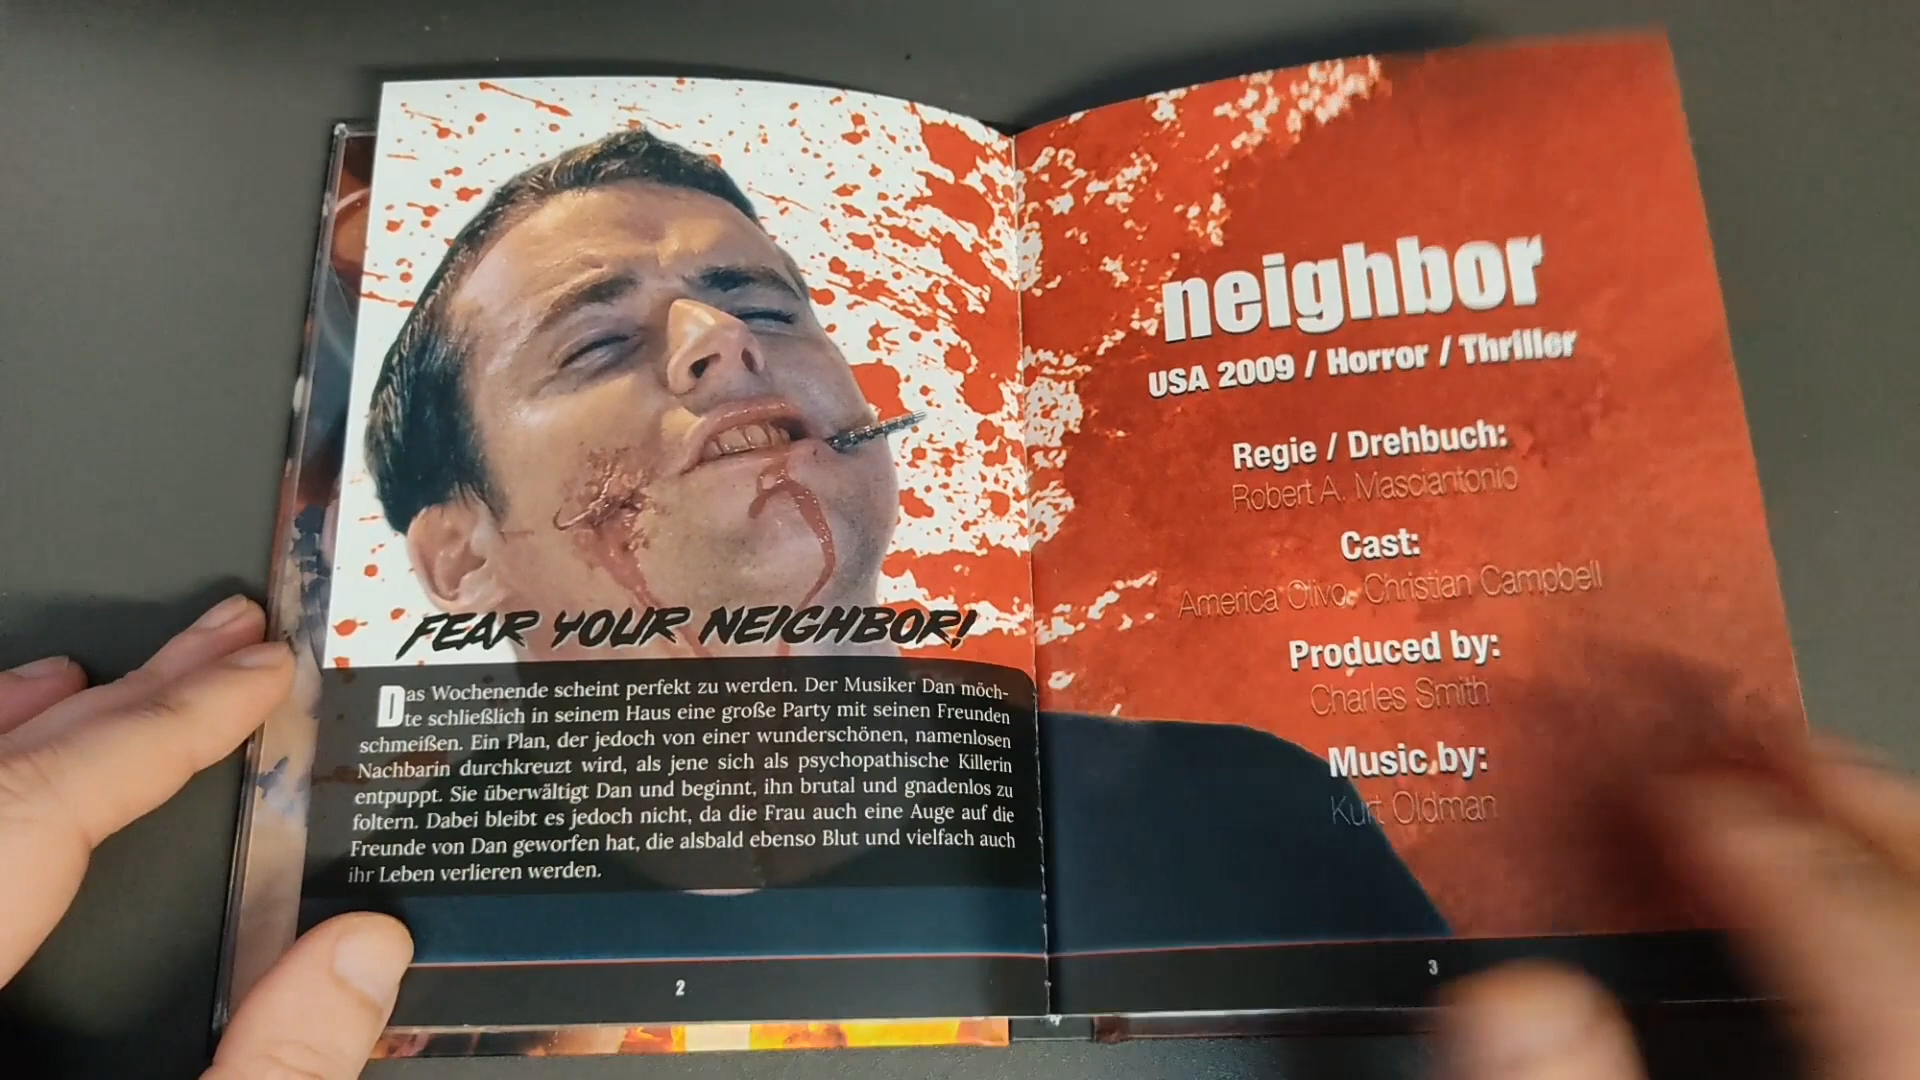 FEAR YOUR NEIGHBOR!
Das Wochenende scheint perfekt zu werden. Der Musiker Dan möch-
te schließlich in seinem Haus eine große Party mit seinen Freunden
schmeißen. Ein Plan, der jedoch von einer wunderschönen, namenlosen
Nachbarin durchkreuzt wird, als jene sich als psychopathische Killerin
entpuppt. Sie überwältigt Dan und beginnt, ihn brutal und gnadenlos zu
foltern. Dabei bleibt es jedoch nicht, da die Frau auch eine Auge auf die
Freunde von Dan geworfen hat, die alsbald ebenso Blut und vielfach auch
ihr Leben verlieren werden.
2
neighbor
USA 2009 / Horror / Thriller
Regie / Drehbuch:
Robert A. Masciantonio
Cast:
America Olivo, Christian Campbell
Produced by:
Charles Smith
Music by:
Kurt Oldman
3